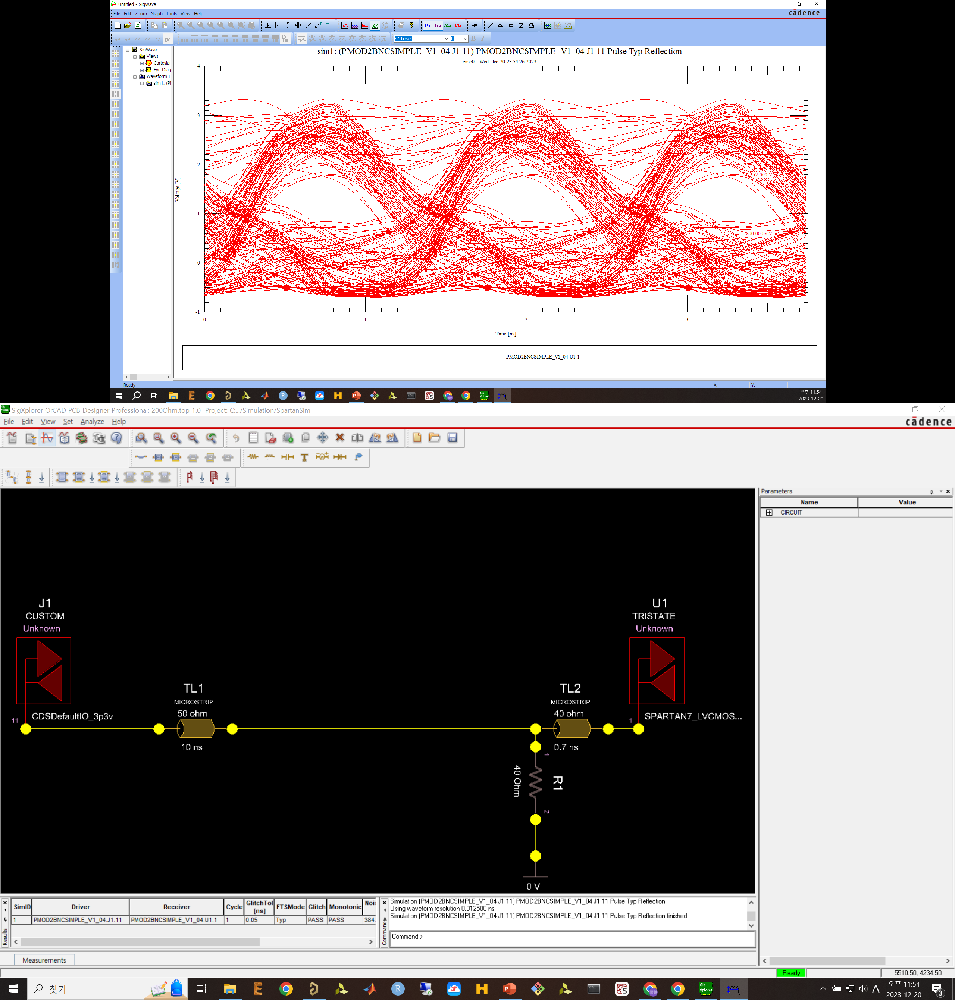 Untitled - SigWave
File Edit Zoom Graph Tools View Help
cādence
Re Im Ma Ph
SigWave
Views
Cartesiar
Eye Diag
Waveform L
sim1: (PM
sim1: (PMOD2BNCSIMPLE_V1_04 J1 11) PMOD2BNCSIMPLE_V1_04 J1 11 Pulse Typ Reflection
case0 - Wed Dec 20 23:54:26 2023
4
3
2
1
0
-1
Voltage [V]
2.000 V
800.000 mV
0 1 2 3
Time [ns]
PMOD2BNCSIMPLE_V1_04 U1 1
Ready
X: Y:
오후 11:54
2023-12-20
SigXplorer OrCAD PCB Designer Professional: 200Ohm.top 1.0 Project: C:.../Simulation/SpartanSim
File Edit View Set Analyze Help
cādence
Parameters
Name Value
CIRCUIT
J1
CUSTOM
Unknown
11
CDSDefaultIO_3p3v
TL1
MICROSTRIP
50 ohm
10 ns
TL2
MICROSTRIP
40 ohm
0.7 ns
U1
TRISTATE
Unknown
1
SPARTAN7_LVCMOS...
1
40 Ohm
R1
2
0 V
SimID Driver Receiver Cycle GlitchTol [ns] FTSMode Glitch Monotonic Noi
1 PMOD2BNCSIMPLE_V1_04.J1.11 PMOD2BNCSIMPLE_V1_04.U1.1 1 0.05 Typ PASS PASS 384.
Results
Simulation (PMOD2BNCSIMPLE_V1_04 J1 11) PMOD2BNCSIMPLE_V1_04 J1 11 Pulse Typ Reflection
Using waveform resolution 0.012500 ns.
Simulation (PMOD2BNCSIMPLE_V1_04 J1 11) PMOD2BNCSIMPLE_V1_04 J1 11 Pulse Typ Reflection finished
Command >
Command
Measurements
Ready
5510.50, 4234.50
찾기
A
오후 11:54
2023-12-20
3